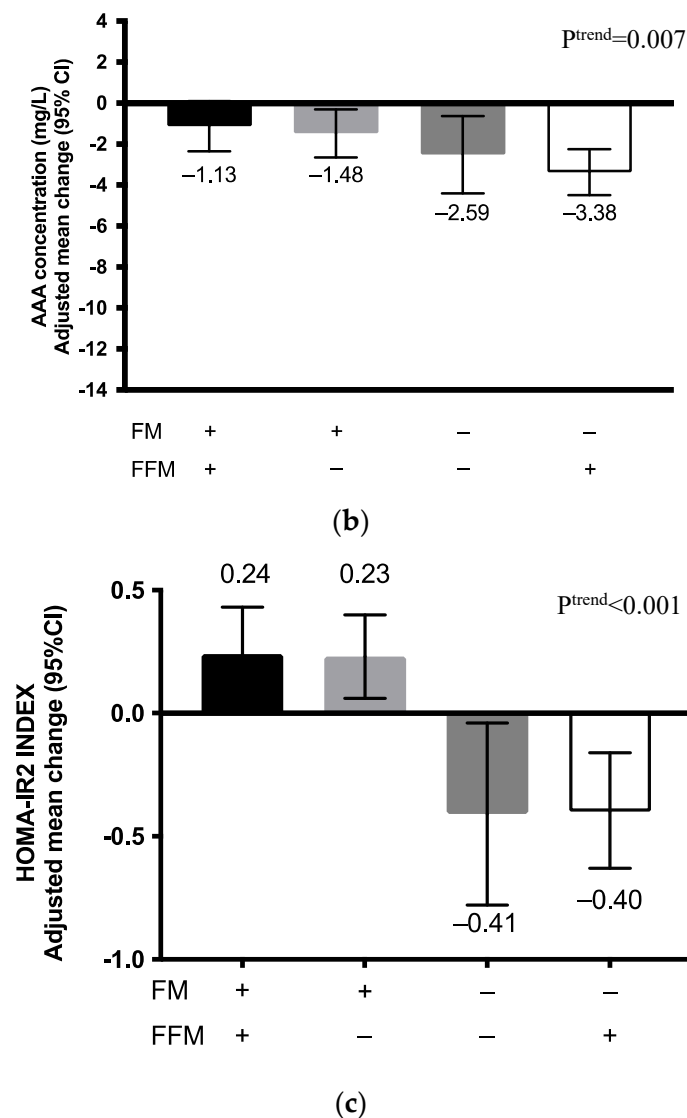 4
2
0
-2
-4
-6
-8
-10
-12
-14
AAA concentration (mg/L)
Adjusted mean change (95% CI)
Pᵗʳᵉⁿᵈ=0.007
–1.13
–1.48
–2.59
–3.38
FM + + – –
FFM + – – +
(b)
0.24 0.23
Pᵗʳᵉⁿᵈ<0.001
0.5
0.0
-0.5
-1.0
HOMA-IR2 INDEX
Adjusted mean change (95%CI)
–0.41
–0.40
FM + + – –
FFM + – – +
(c)